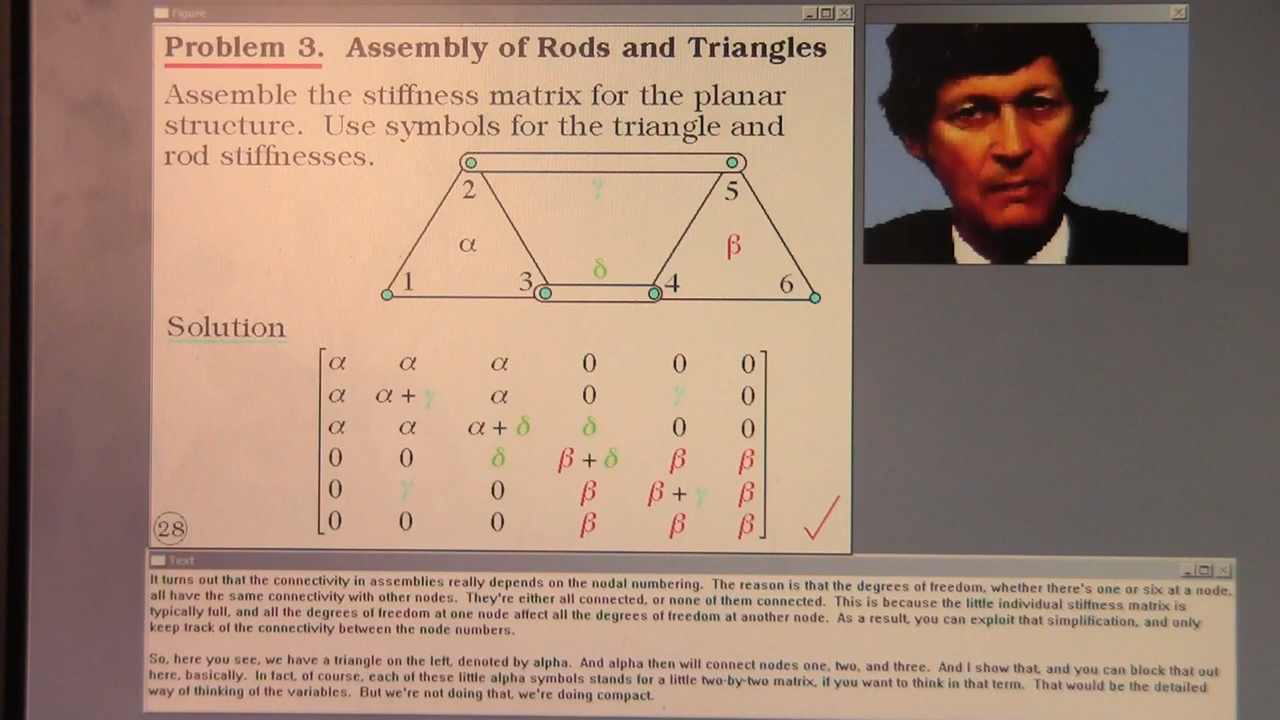 Figure
Problem 3. Assembly of Rods and Triangles
Assemble the stiffness matrix for the planar
structure. Use symbols for the triangle and
rod stiffnesses.
2 γ 5
α β
δ
1 3 4 6
Solution
α α α 0 0 0
α α + γ α 0 γ 0
α α α + δ δ 0 0
0 0 δ β + δ β β
0 γ 0 β β + γ β
0 0 0 β β β
28
Text
It turns out that the connectivity in assemblies really depends on the nodal numbering. The reason is that the degrees of freedom, whether there's one or six at a node,
all have the same connectivity with other nodes. They're either all connected, or none of them connected. This is because the little individual stiffness matrix is
typically full, and all the degrees of freedom at one node affect all the degrees of freedom at another node. As a result, you can exploit that simplification, and only
keep track of the connectivity between the node numbers.
So, here you see, we have a triangle on the left, denoted by alpha. And alpha then will connect nodes one, two, and three. And I show that, and you can block that out
here, basically. In fact, of course, each of these little alpha symbols stands for a little two-by-two matrix, if you want to think in that term. That would be the detailed
way of thinking of the variables. But we're not doing that, we're doing compact.